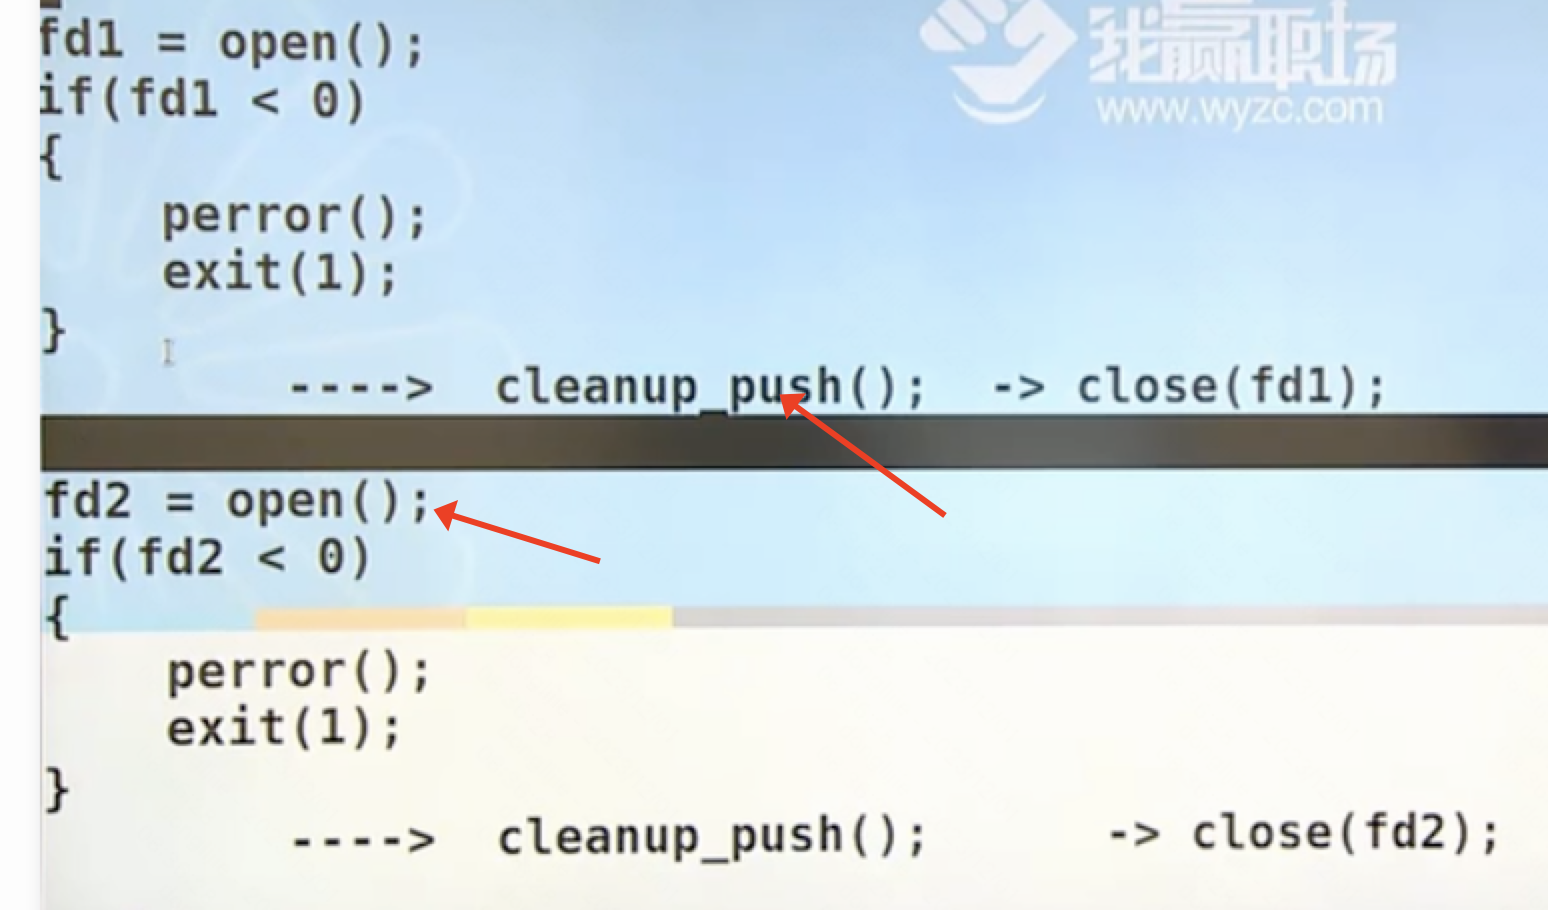 fd1 = open();
我赢职场
if(fd1 < 0)
www.wyzc.com
{
perror();
exit(1);
}
----> cleanup_push(); -> close(fd1);
fd2 = open();
if(fd2 < 0)
{
perror();
exit(1);
}
----> cleanup_push(); -> close(fd2);